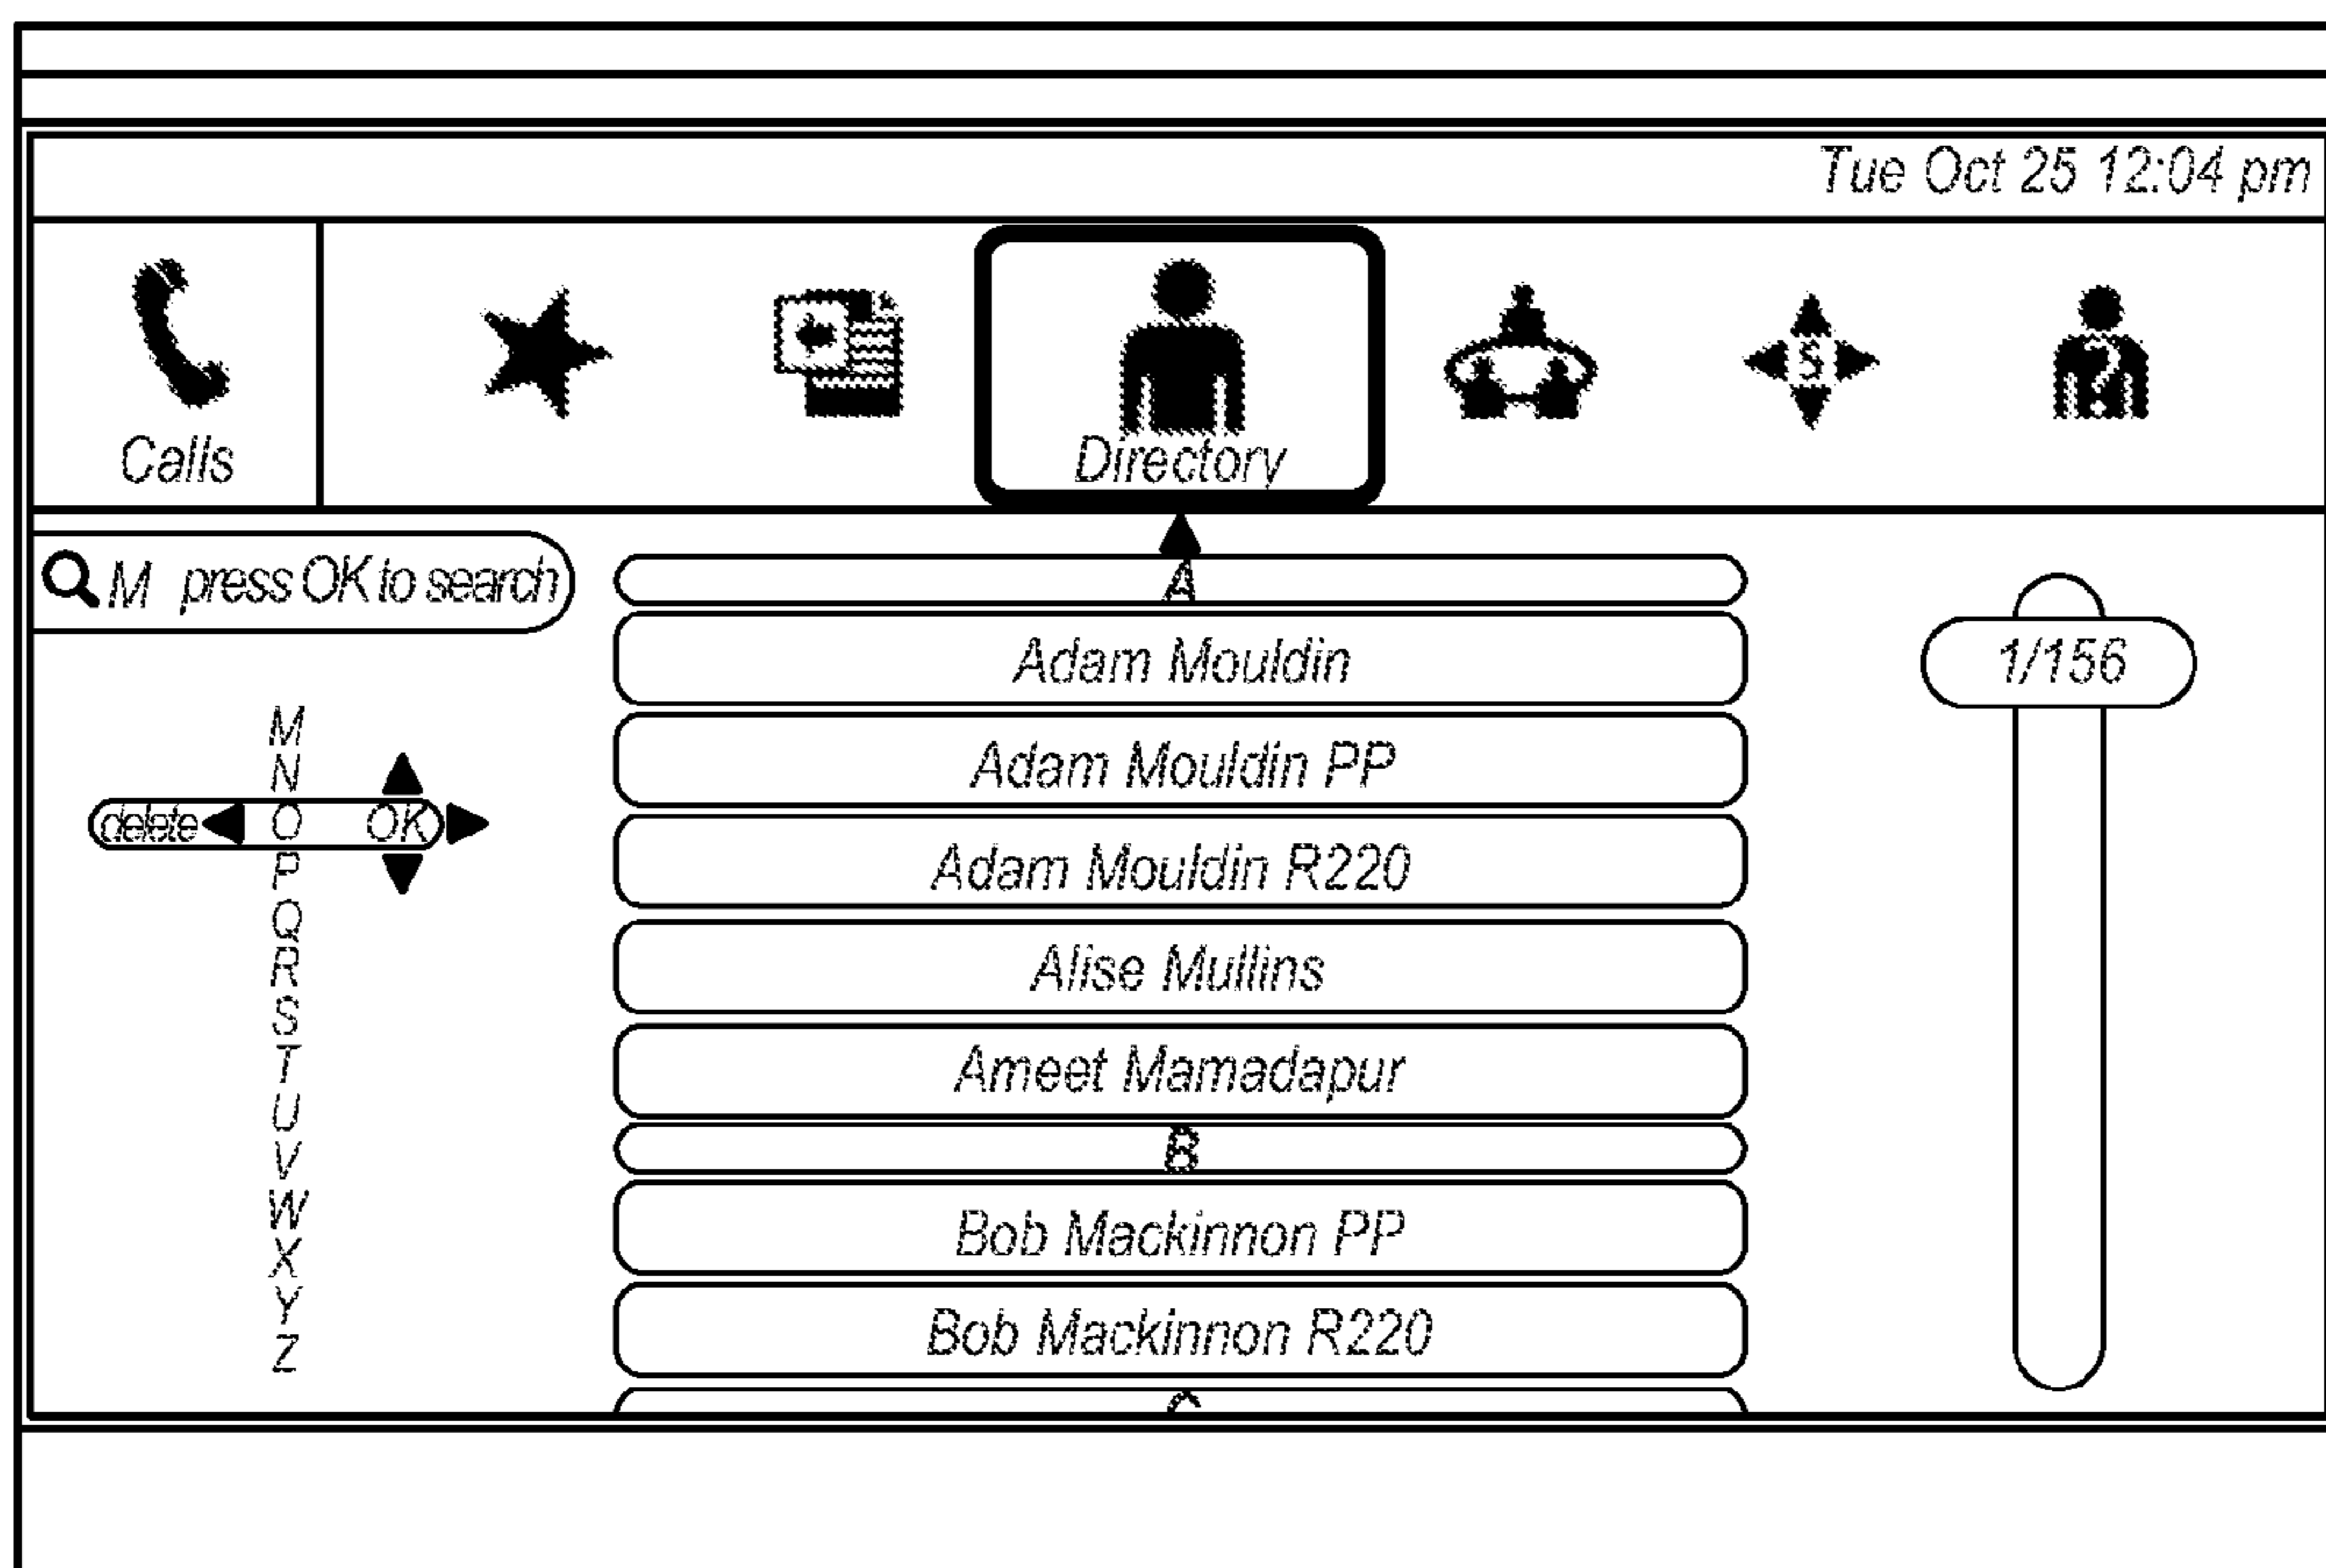 Tue Oct 25 12:04 pm
Calls
Directory
M press OK to search
A
Adam Mouldin
1/156
Adam Mouldin PP
Adam Mouldin R220
Alise Mullins
Ameet Mamadapur
B
Bob Mackinnon PP
Bob Mackinnon R220
M
N
delete O OK
P
Q
R
S
T
U
V
W
X
Y
Z
S
?